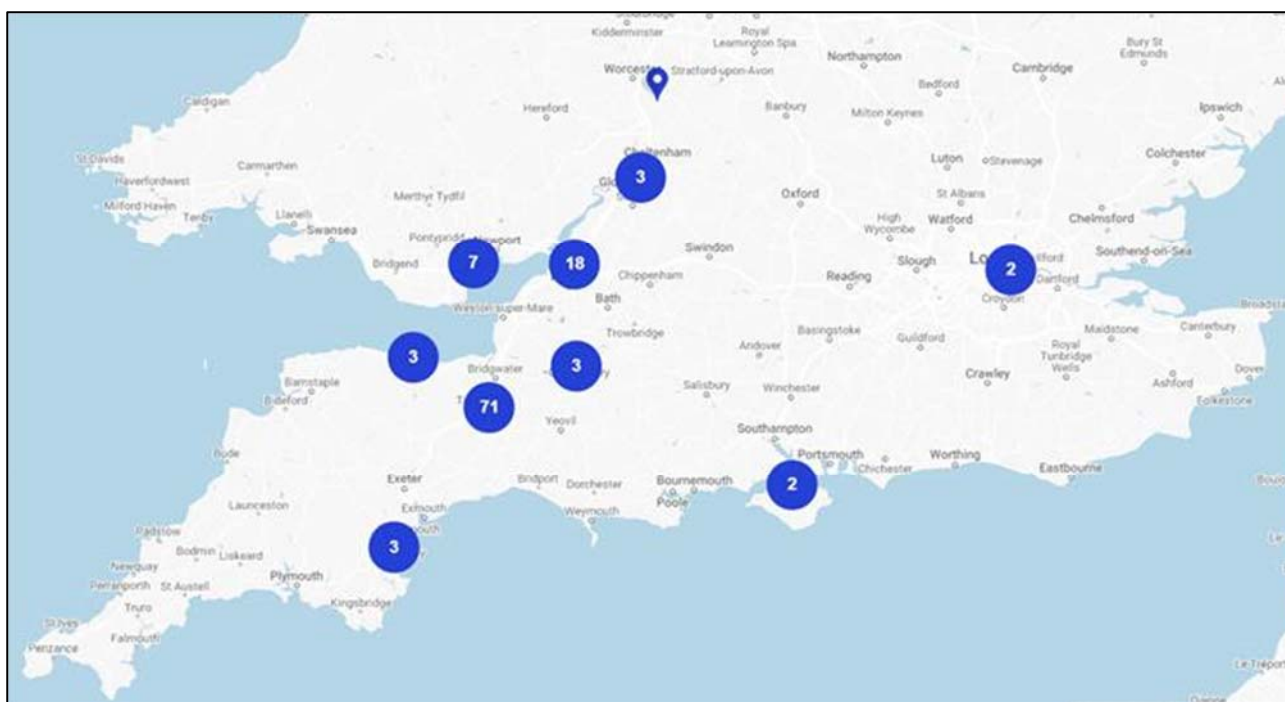 Kidderminster
Royal
Leamington Spa
Bury St
Edmunds
Northampton
Worcester
Stratford-upon-Avon
Cambridge
Bedford
Cardigan
Hereford
Banbury
Milton Keynes
Ipswich
St Davids
Carmarthen
Cheltenham
Luton
Stevenage
Colchester
Haverfordwest
3
Oxford
St Albans
Milford Haven
Tenby
Llanelli
Merthyr Tydfil
High
Wycombe
Watford
Chelmsford
Swansea
Pontypridd
Newport
Swindon
Southend-on-Sea
Bridgend
7
18
Chippenham
Reading
Slough
2
Ilford
Dartford
Weston-super-Mare
Bath
Croydon
Trowbridge
Basingstoke
Guildford
Maidstone
Canterbury
3
3
Andover
Royal
Tunbridge
Wells
Barnstaple
Bridgwater
Salisbury
Winchester
Crawley
Ashford
Dover
Folkestone
Bideford
71
Yeovil
Southampton
Bude
Portsmouth
Chichester
Worthing
Eastbourne
Exeter
Bridport
Dorchester
Bournemouth
2
Launceston
Exmouth
Weymouth
Poole
Padstow
3
Bodmin
Liskeard
Newquay
Perranporth
St Austell
Plymouth
Kingsbridge
Truro
St Ives
Falmouth
Penzance
Le Tréport